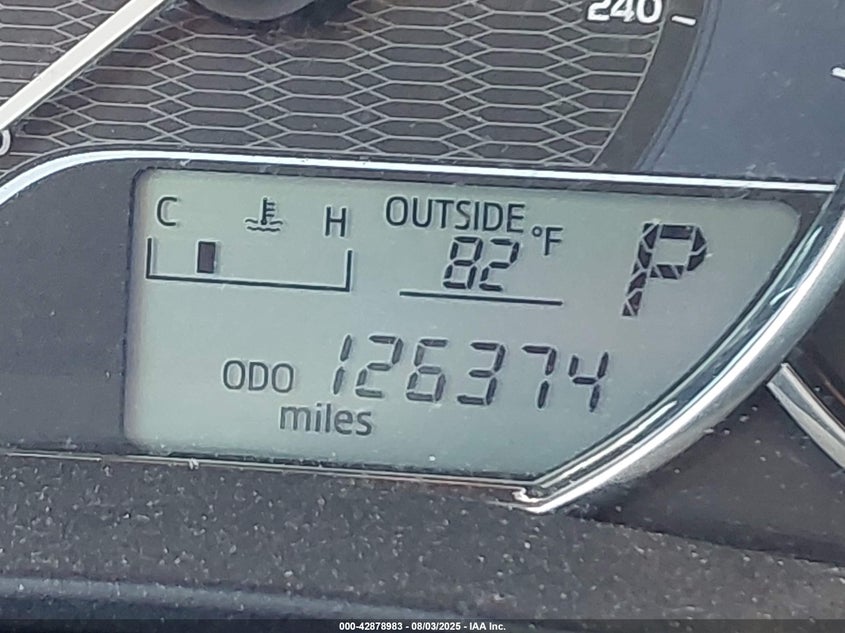 240
C H OUTSIDE °F P
82
ODO 126374
miles
000-42878983 - 08/03/2025 - IAA Inc.